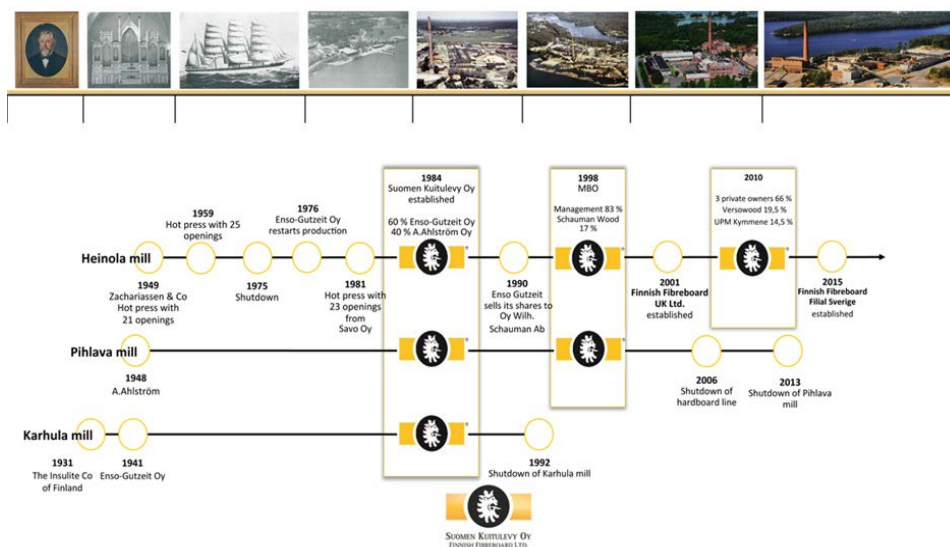 1984
Suomen Kuitulevy Oy
established
60 % Enso-Gutzeit Oy
40 % A.Ahlström Oy
1998
MBO
Management 83 %
Schauman Wood
17 %
2010
3 private owners 66 %
Versowood 19,5 %
UPM Kymmene 14,5 %
1976
Enso-Gutzeit Oy
restarts production
1959
Hot press with 25
openings
Heinola mill
1949
Zachariassen & Co
Hot press with
21 openings
1975
Shutdown
1981
Hot press with
23 openings
from
Savo Oy
1990
Enso Gutzeit
sells its shares to
Oy Wilh.
Schauman Ab
2001
Finnish Fibreboard
UK Ltd.
established
2015
Finnish Fibreboard
Filial Sverige
established
Pihlava mill
1948
A.Ahlström
2006
Shutdown of
hardboard line
2013
Shutdown of Pihlava
mill
Karhula mill
1931
The Insulite Co
of Finland
1941
Enso-Gutzeit Oy
1992
Shutdown of Karhula mill
SUOMEN KUITULEVY OY
FINNISH FIBREBOARD LTD.